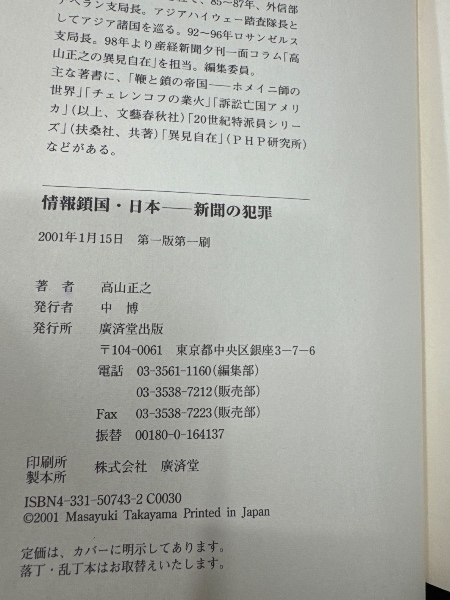 テヘラン支局長。アジアハイウェー踏査隊長と
してアジア諸国を巡る。92〜96年ロサンゼルス
支局長。98年より産経新聞夕刊一面コラム「高
山正之の異見自在」を担当。編集委員。
主な著書に、「鞭と鎖の帝国――ホメイニ師の
世界」「チェレンコフの業火」「訴訟亡国アメリ
カ」(以上、文藝春秋社)「20世紀特派員シリー
ズ」(扶桑社、共著)「異見自在」(PHP研究所)
などがある。
情報鎖国・日本――新聞の犯罪
2001年1月15日 第一版第一刷
著 者 高山正之
発行者 中 博
発行所 廣済堂出版
〒104-0061 東京都中央区銀座3-7-6
電話 03-3561-1160(編集部)
03-3538-7212(販売部)
Fax 03-3538-7223(販売部)
振替 00180-0-164137
印刷所
製本所 株式会社 廣済堂
ISBN4-331-50743-2 C0030
©2001 Masayuki Takayama Printed in Japan
定価は、カバーに明示してあります。
落丁・乱丁本はお取替えいたします。